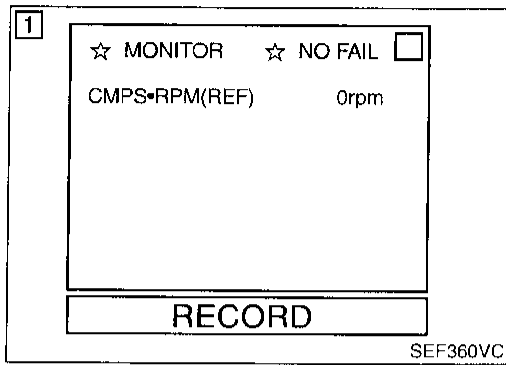 1
☆ MONITOR ☆ NO FAIL
CMPS•RPM(REF) 0rpm
RECORD
SEF360VC